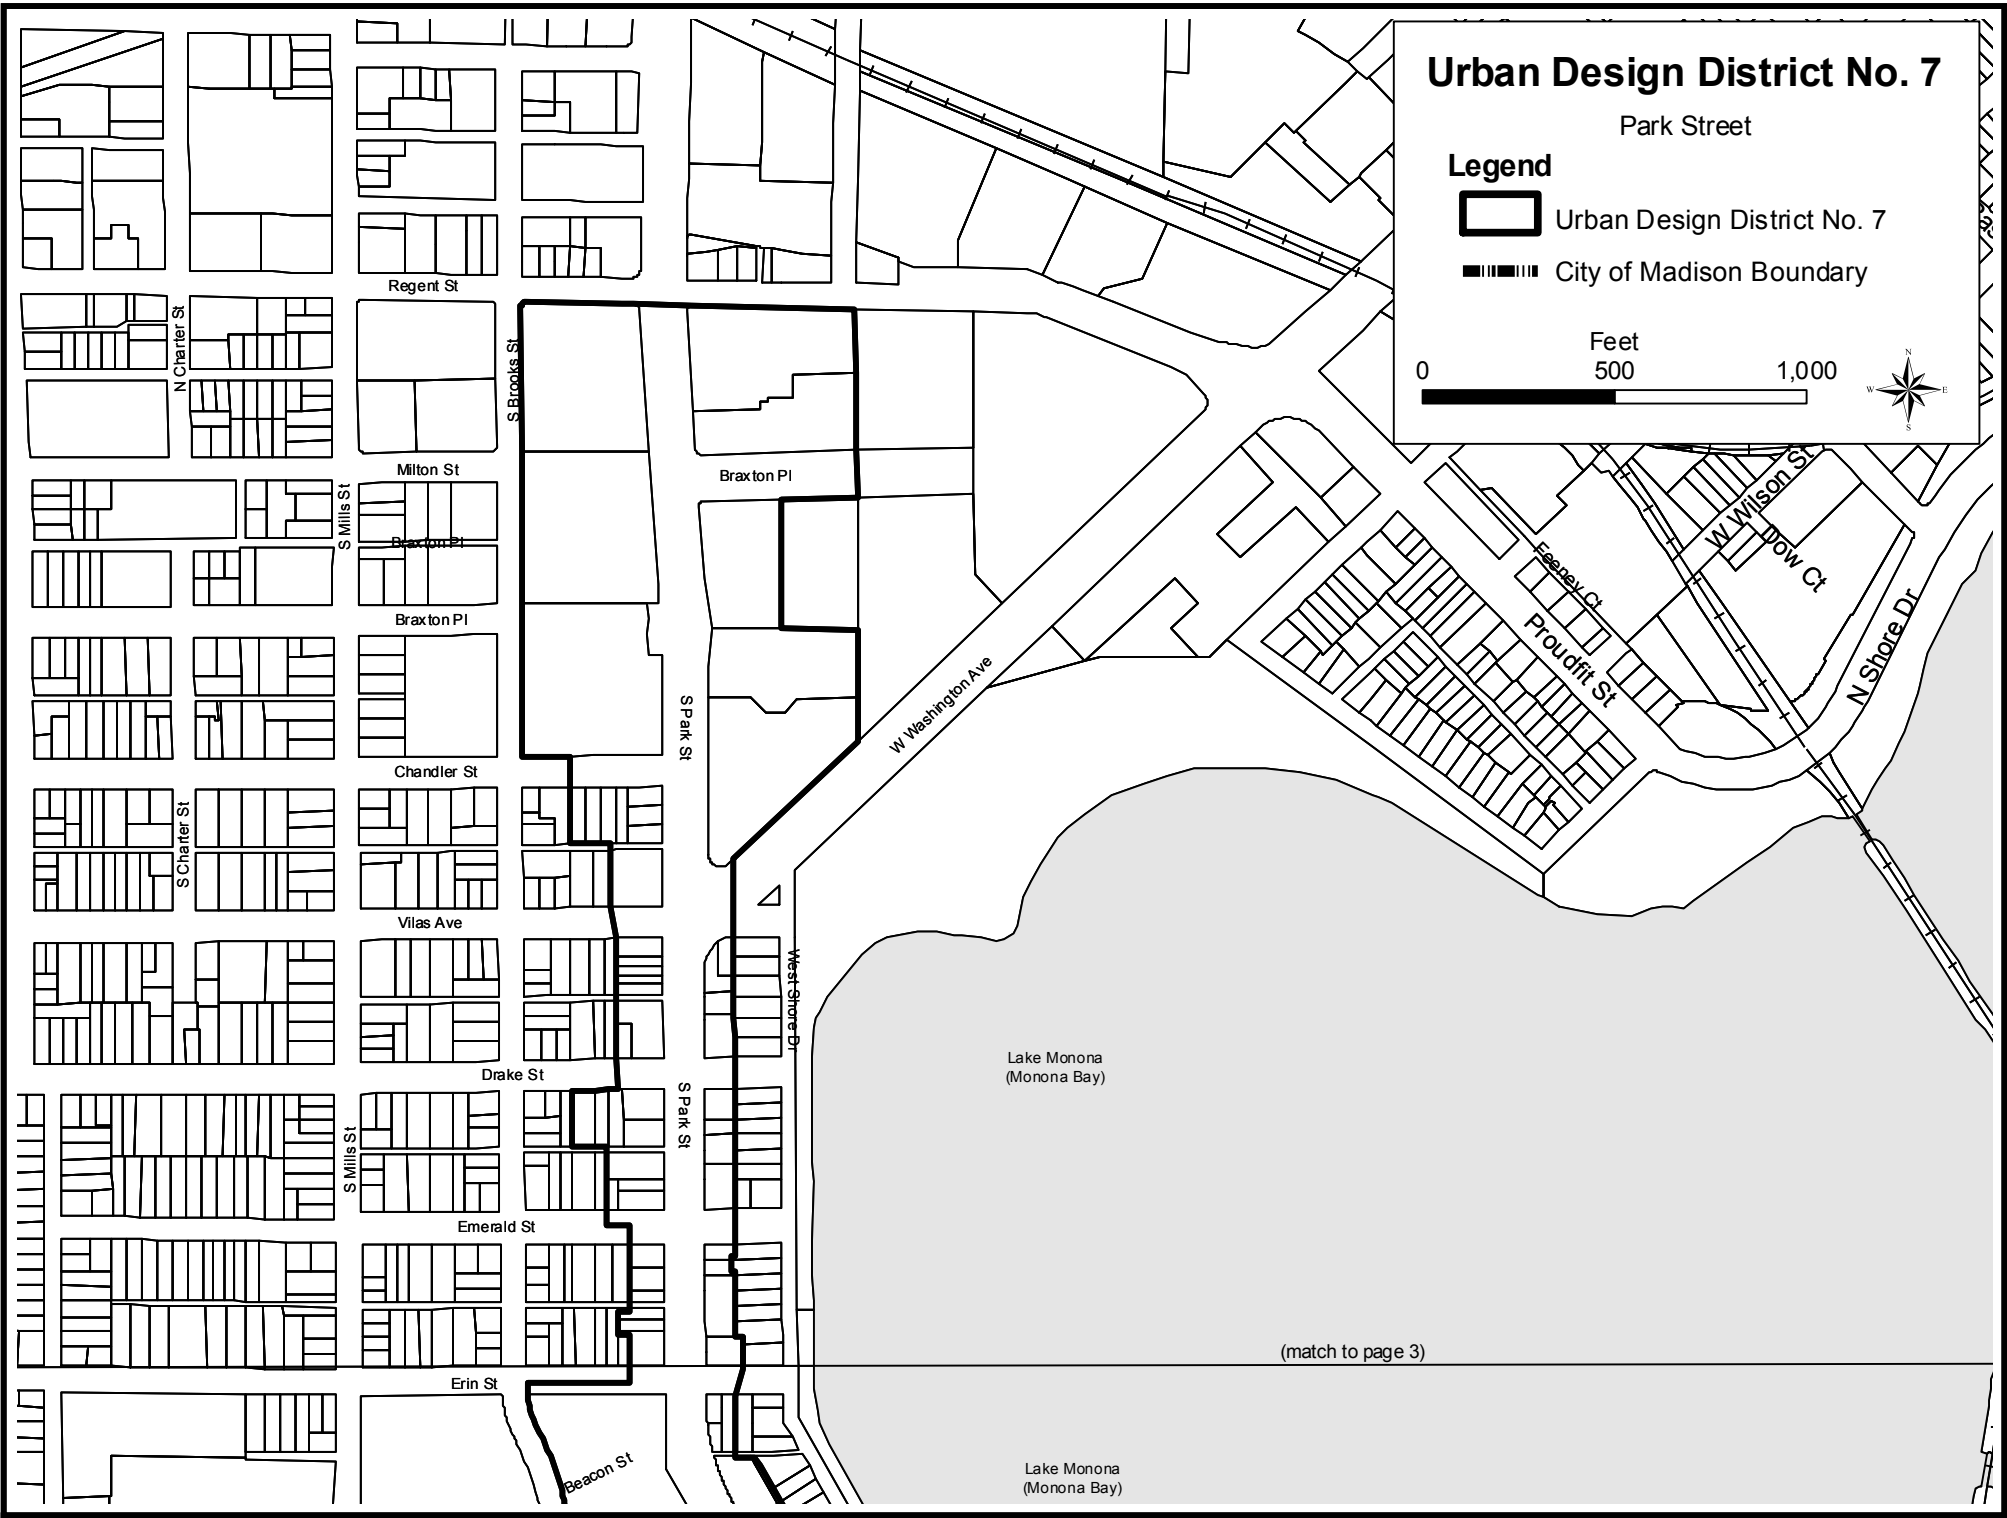 Urban Design District No. 7
Park Street
Legend
Urban Design District No. 7
City of Madison Boundary
Feet
0 500 1,000
N
W E
S
Regent St
N Charter St
S Brooks St
Milton St
Braxton Pl
S Mills St
Braxton Pl
Braxton Pl
W Wilson St
Dow Ct
Feeney Ct
Proudfit St
N Shore Dr
W Washington Ave
S Park St
Chandler St
S Charter St
Vilas Ave
West Shore Dr
Lake Monona
(Monona Bay)
Drake St
S Park St
S Mills St
Emerald St
(match to page 3)
Erin St
Beacon St
Lake Monona
(Monona Bay)